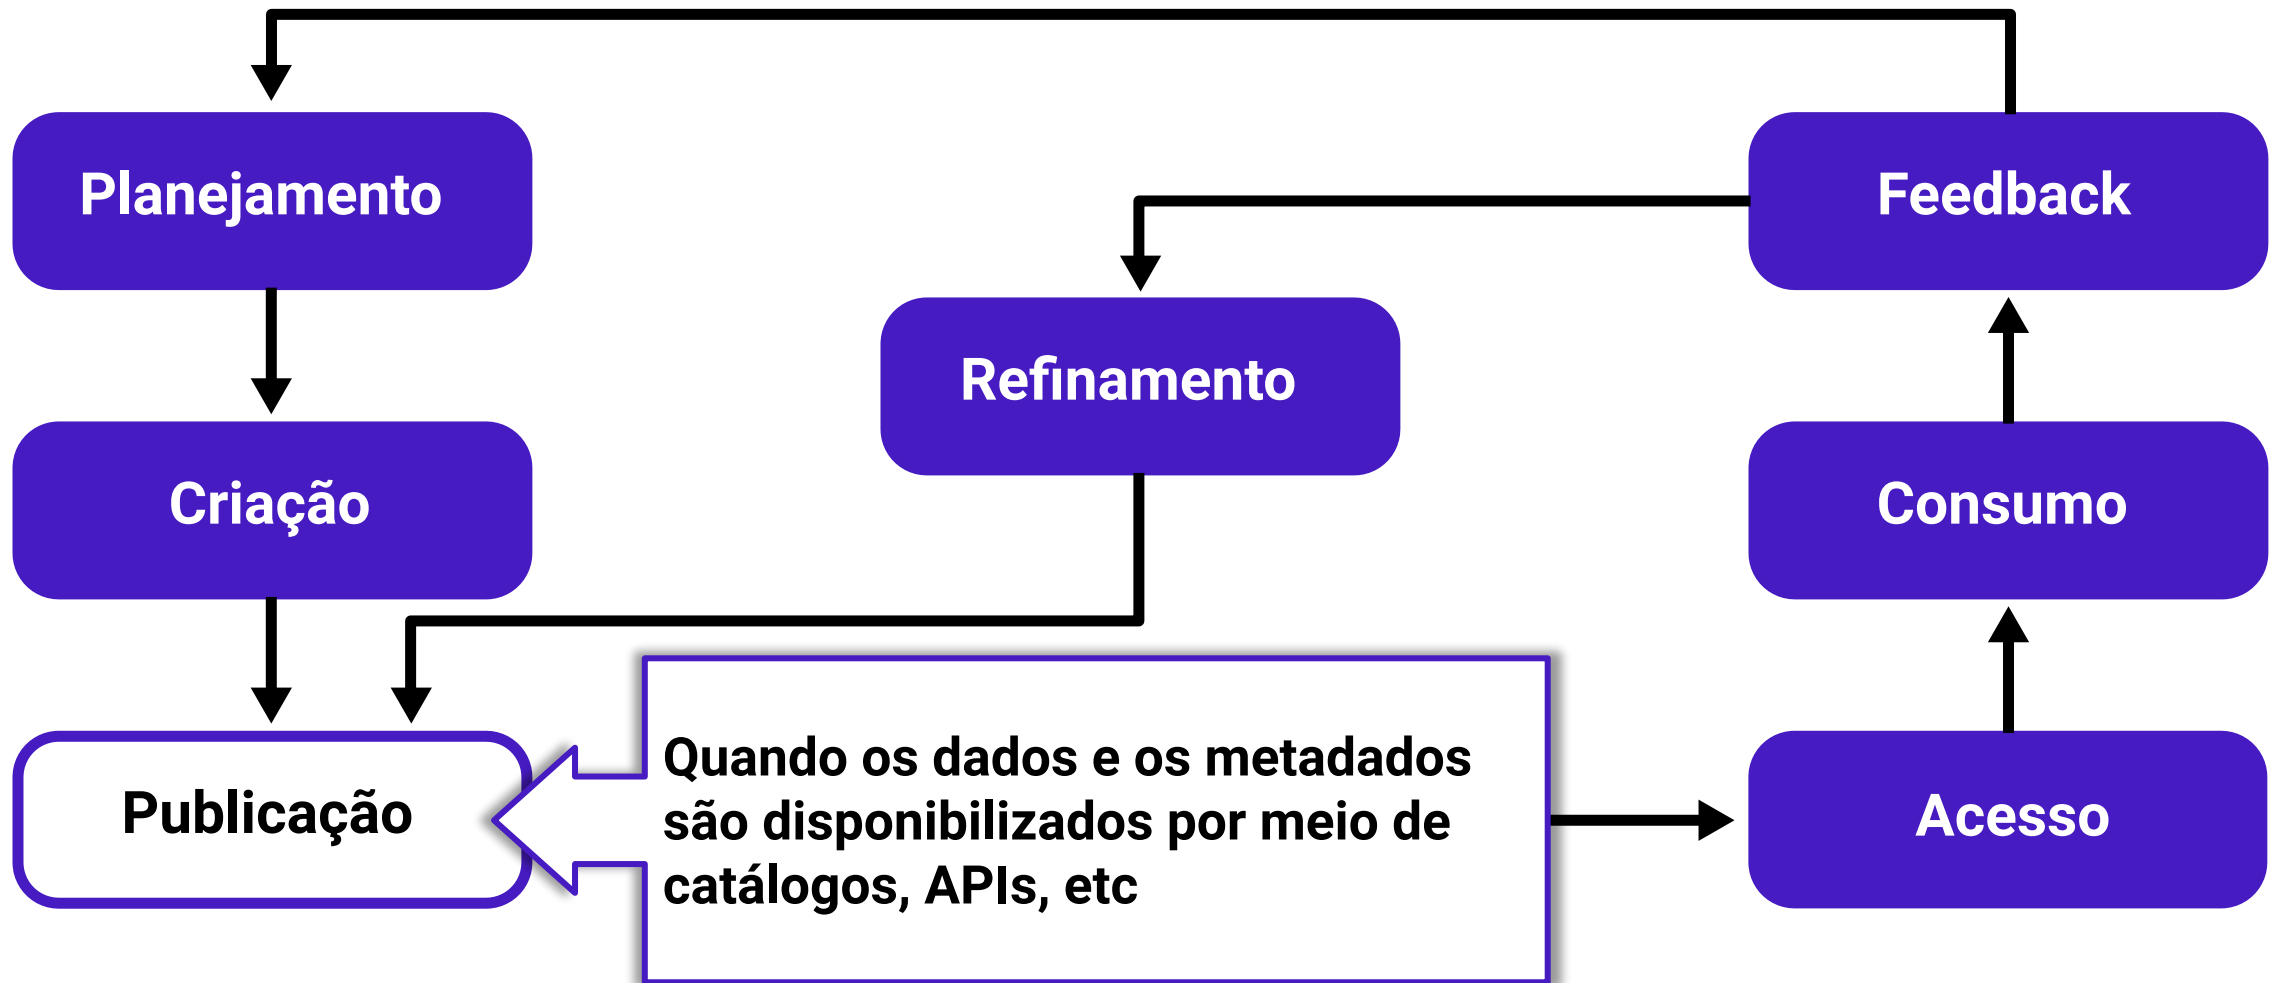 Planejamento
Feedback
Refinamento
Criação
Consumo
Publicação
Quando os dados e os metadados
são disponibilizados por meio de
catálogos, APIs, etc
Acesso